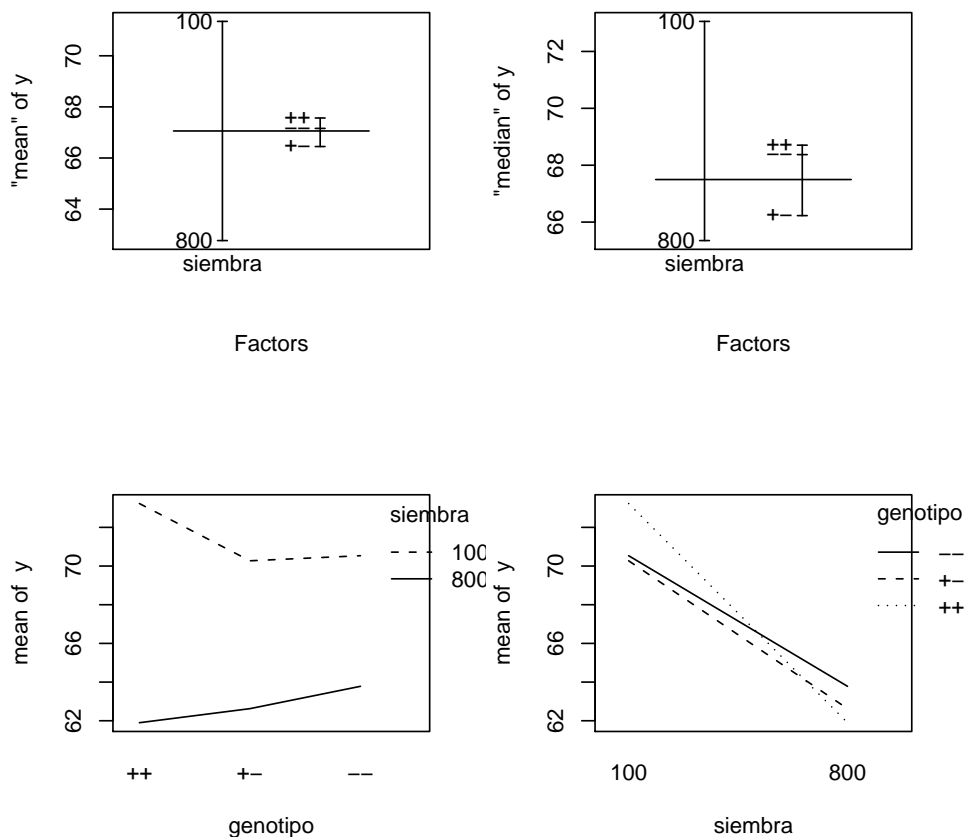 "mean" of y
70
68
66
64
100
++
−−
+−
800
siembra
Factors
"median" of y
72
70
68
66
100
++
−−
+−
800
siembra
Factors
mean of y
70
66
62
siembra
100
800
++
+−
−−
genotipo
mean of y
70
66
62
genotipo
−−
+−
++
100
800
siembra